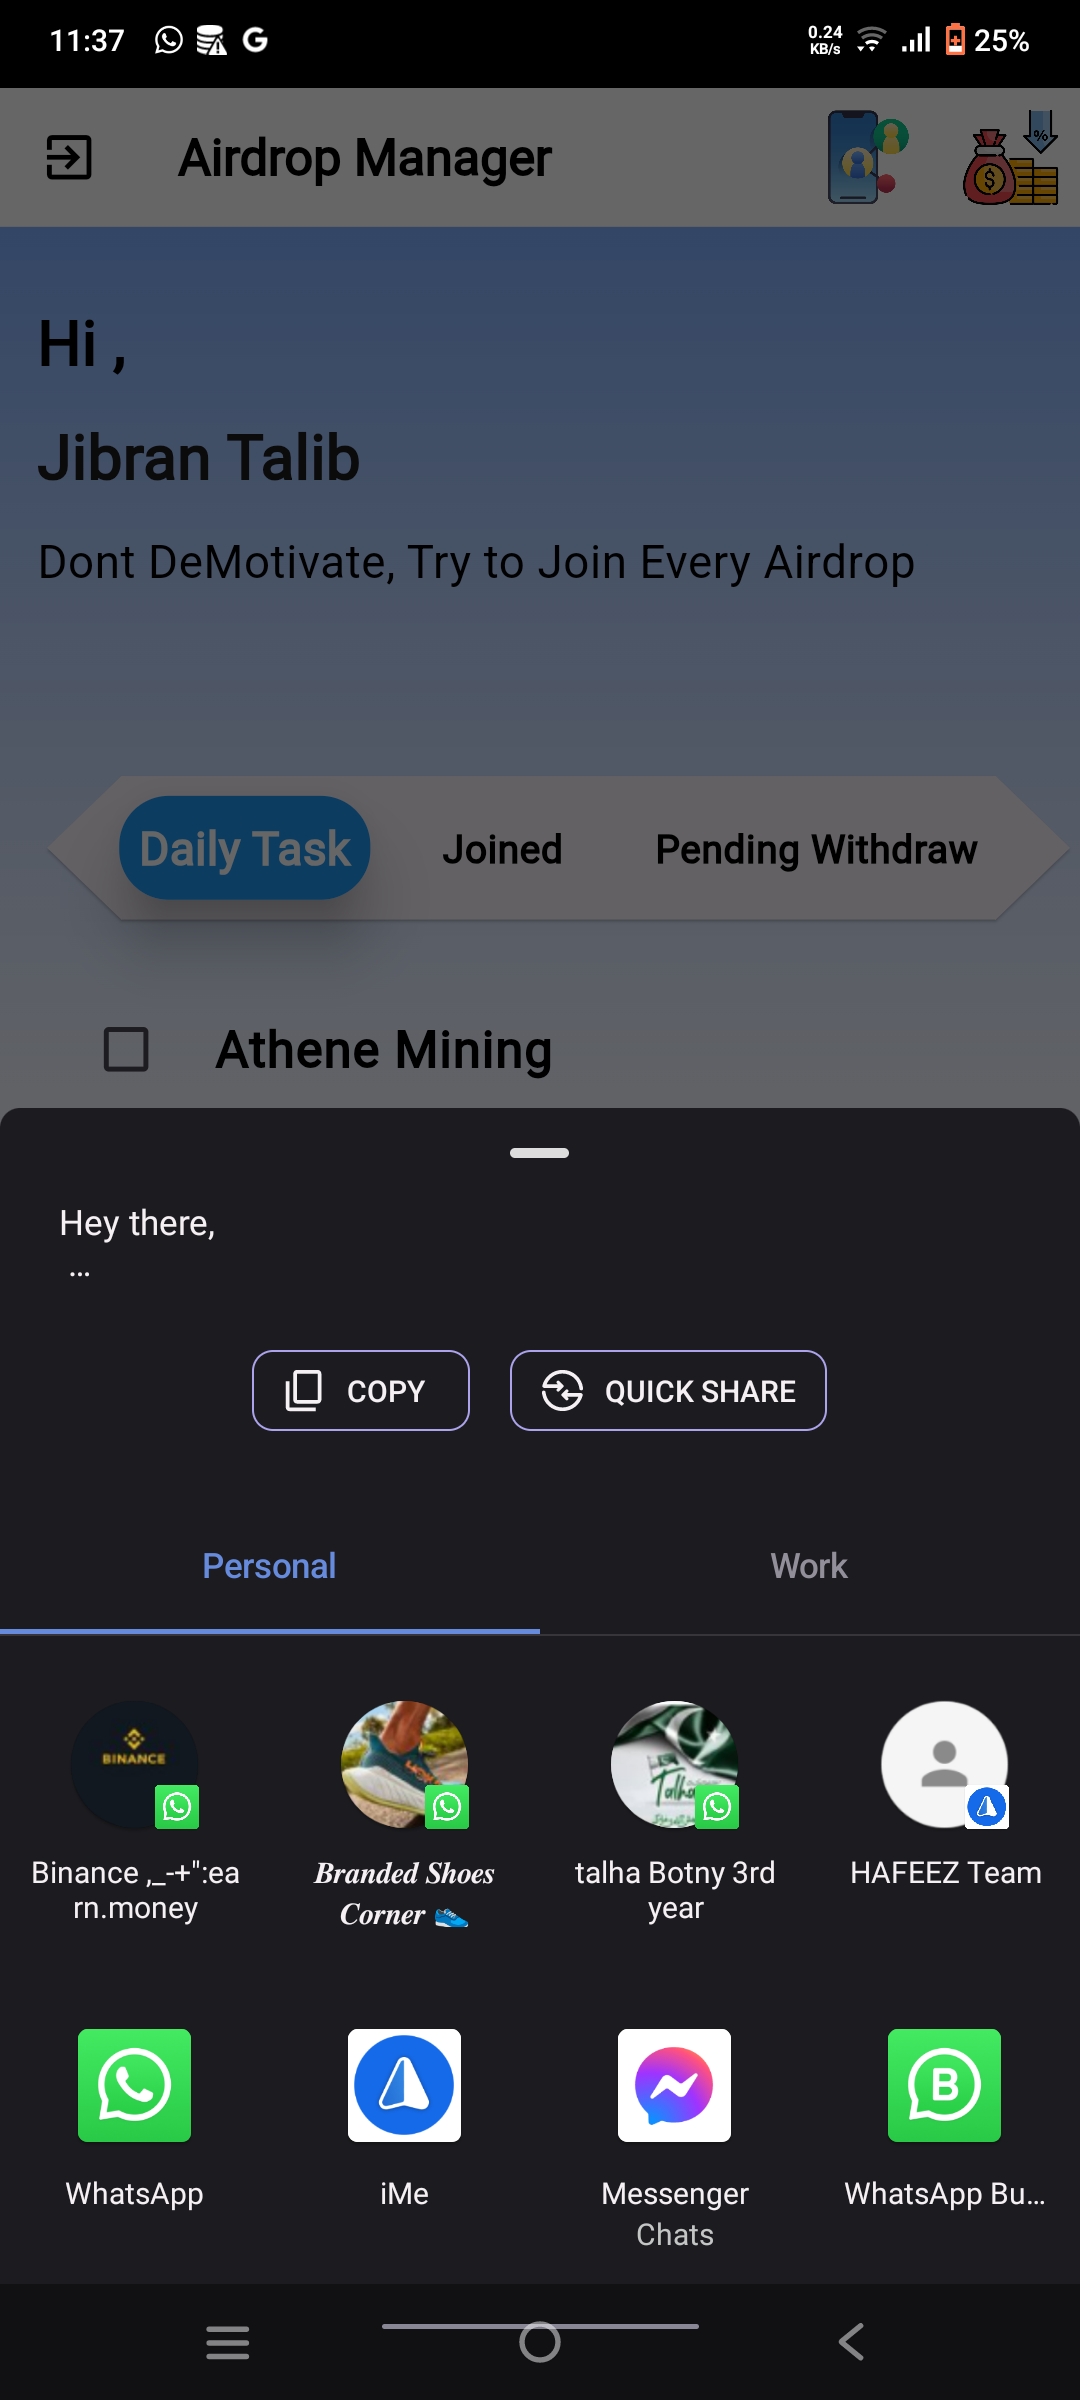 11:37
0.24
KB/s
25%
Airdrop Manager
Hi ,
Jibran Talib
Dont DeMotivate, Try to Join Every Airdrop
Daily Task
Joined
Pending Withdraw
Athene Mining
Hey there,
...
COPY
QUICK SHARE
Personal
Work
BINANCE
Binance ,_-+":ea
rn.money
Branded Shoes
Corner 👟
talha Botny 3rd
year
HAFEEZ Team
WhatsApp
iMe
Messenger
Chats
WhatsApp Bu...